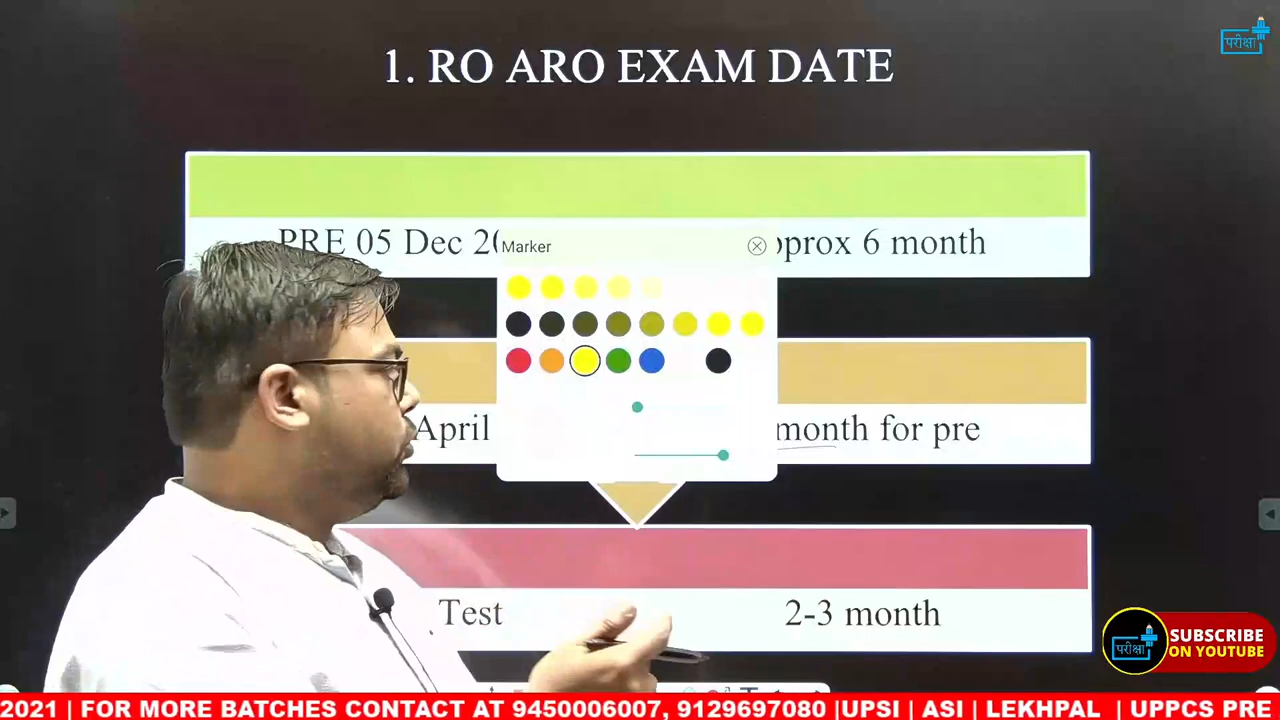 1. RO ARO EXAM DATE
परीक्षा
PRE 05 Dec
Marker
pprox 6 month
April
month for pre
Test
2-3 month
परीक्षा
SUBSCRIBE
ON YOUTUBE
2021 | FOR MORE BATCHES CONTACT AT 9450006007, 9129697080 |UPSI | ASI | LEKHPAL | UPPCS PRE